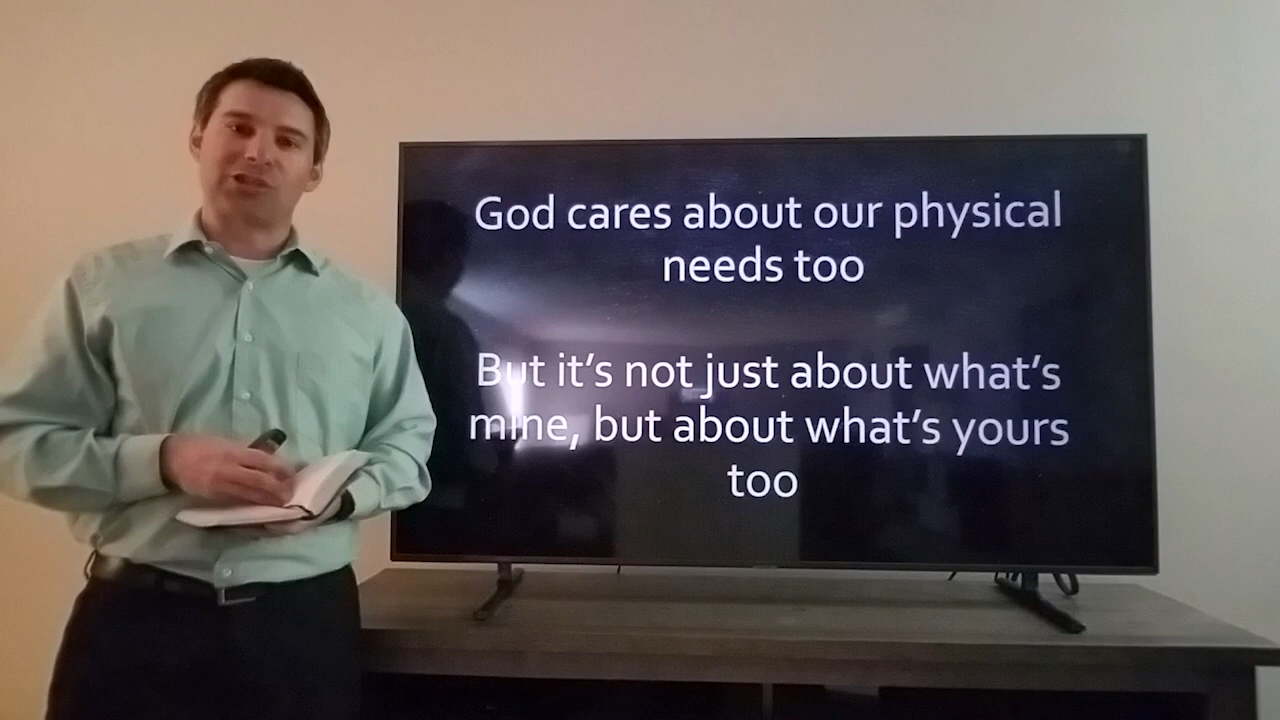 God cares about our physical
needs too
But it's not just about what's
mine, but about what's yours
too